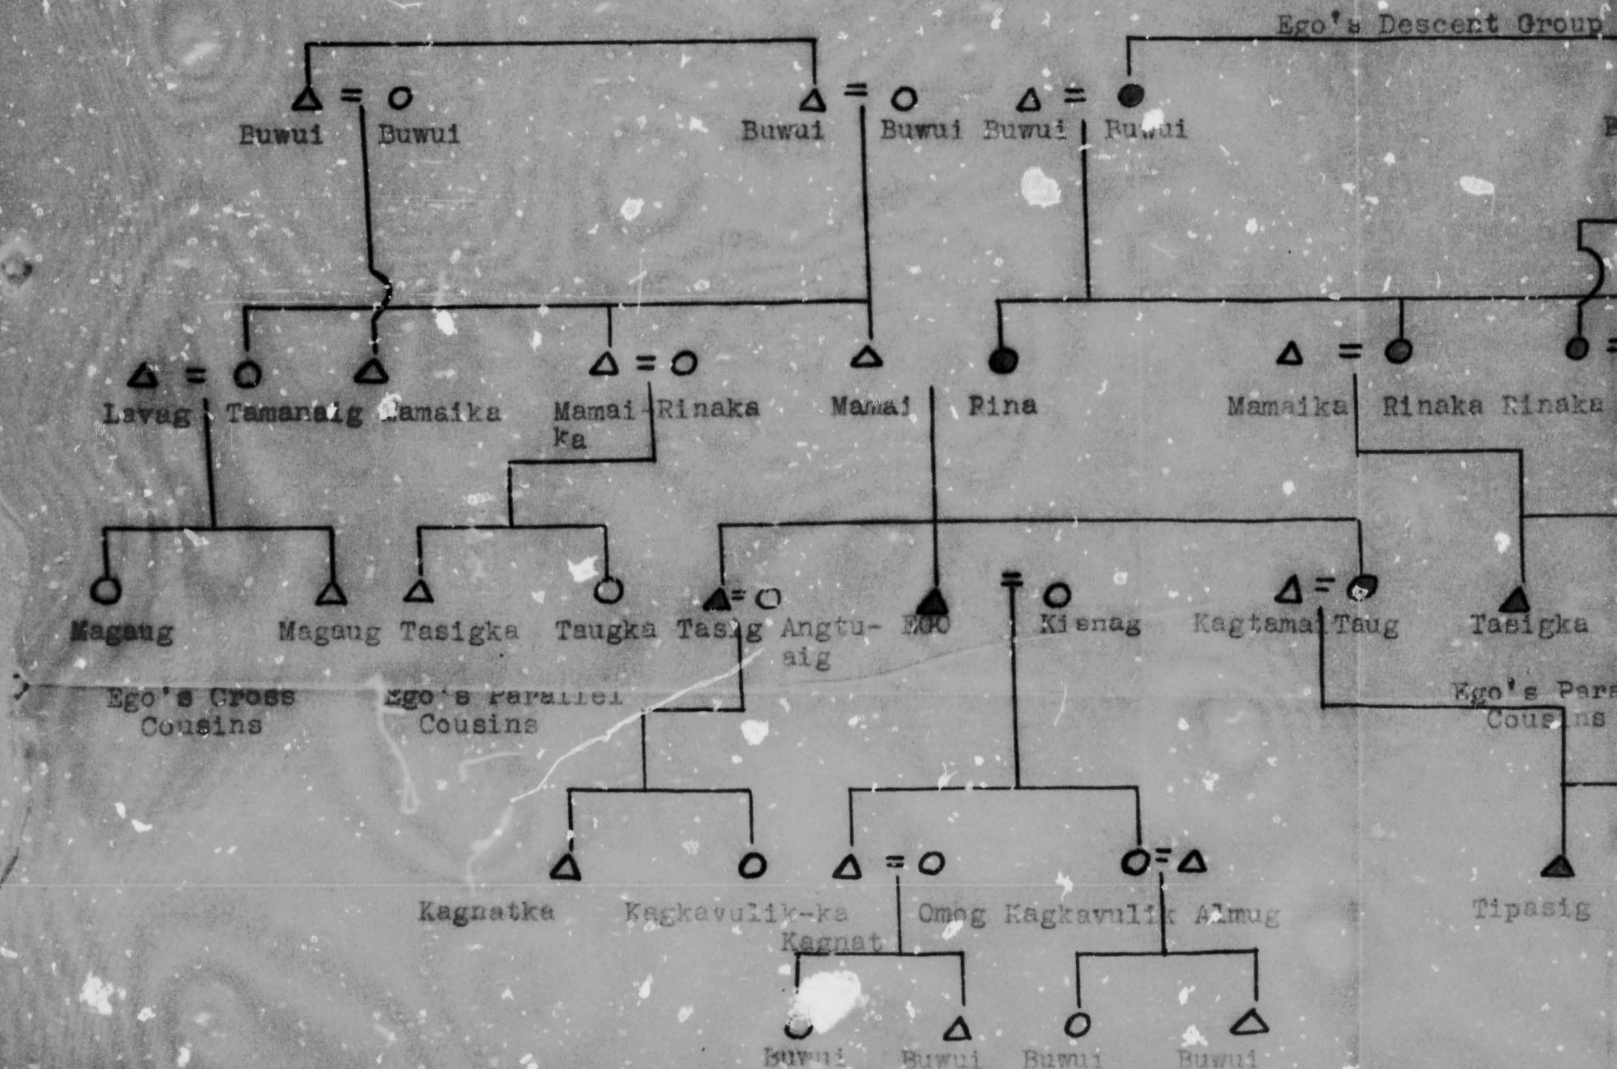 Ego's Descent Group
Buwui Buwui Buwui Buwui Buwui Buwui
Lavag Tamanaig Mamaika Mamai- Rinaka Mamai Rina Mamaika Rinaka Rinaka
ka
Magaug Magaug Tasigka Taugka Tasig Angtu- EGO Kisnag Kagtamai Taug Tasigka
aig
Ego's Cross Ego's Parallel Ego's Para
Cousins Cousins Cousins
Kagnatka Kagkavulik-ka Omog Kagkavulik Almug Tipasig
Kagnat
Buwui Buwui Buwui Buwui